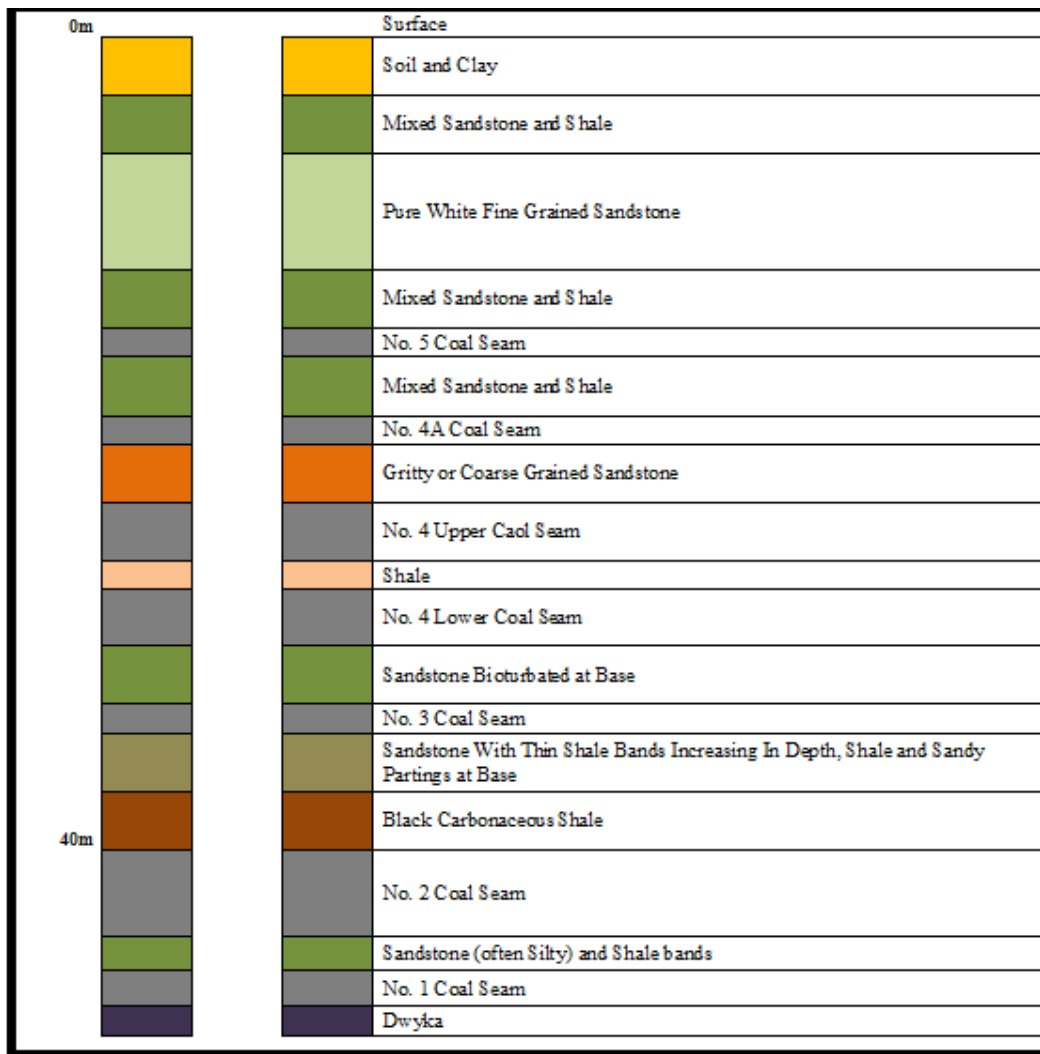 0m Surface
Soil and Clay
Mixed Sandstone and Shale
Pure White Fine Grained Sandstone
Mixed Sandstone and Shale
No. 5 Coal Seam
Mixed Sandstone and Shale
No. 4A Coal Seam
Gritty or Coarse Grained Sandstone
No. 4 Upper Caol Seam
Shale
No. 4 Lower Coal Seam
Sandstone Bioturbated at Base
No. 3 Coal Seam
Sandstone With Thin Shale Bands Increasing In Depth, Shale and Sandy
Partings at Base
Black Carbonaceous Shale
40m
No. 2 Coal Seam
Sandstone (often Silty) and Shale bands
No. 1 Coal Seam
Dwyka